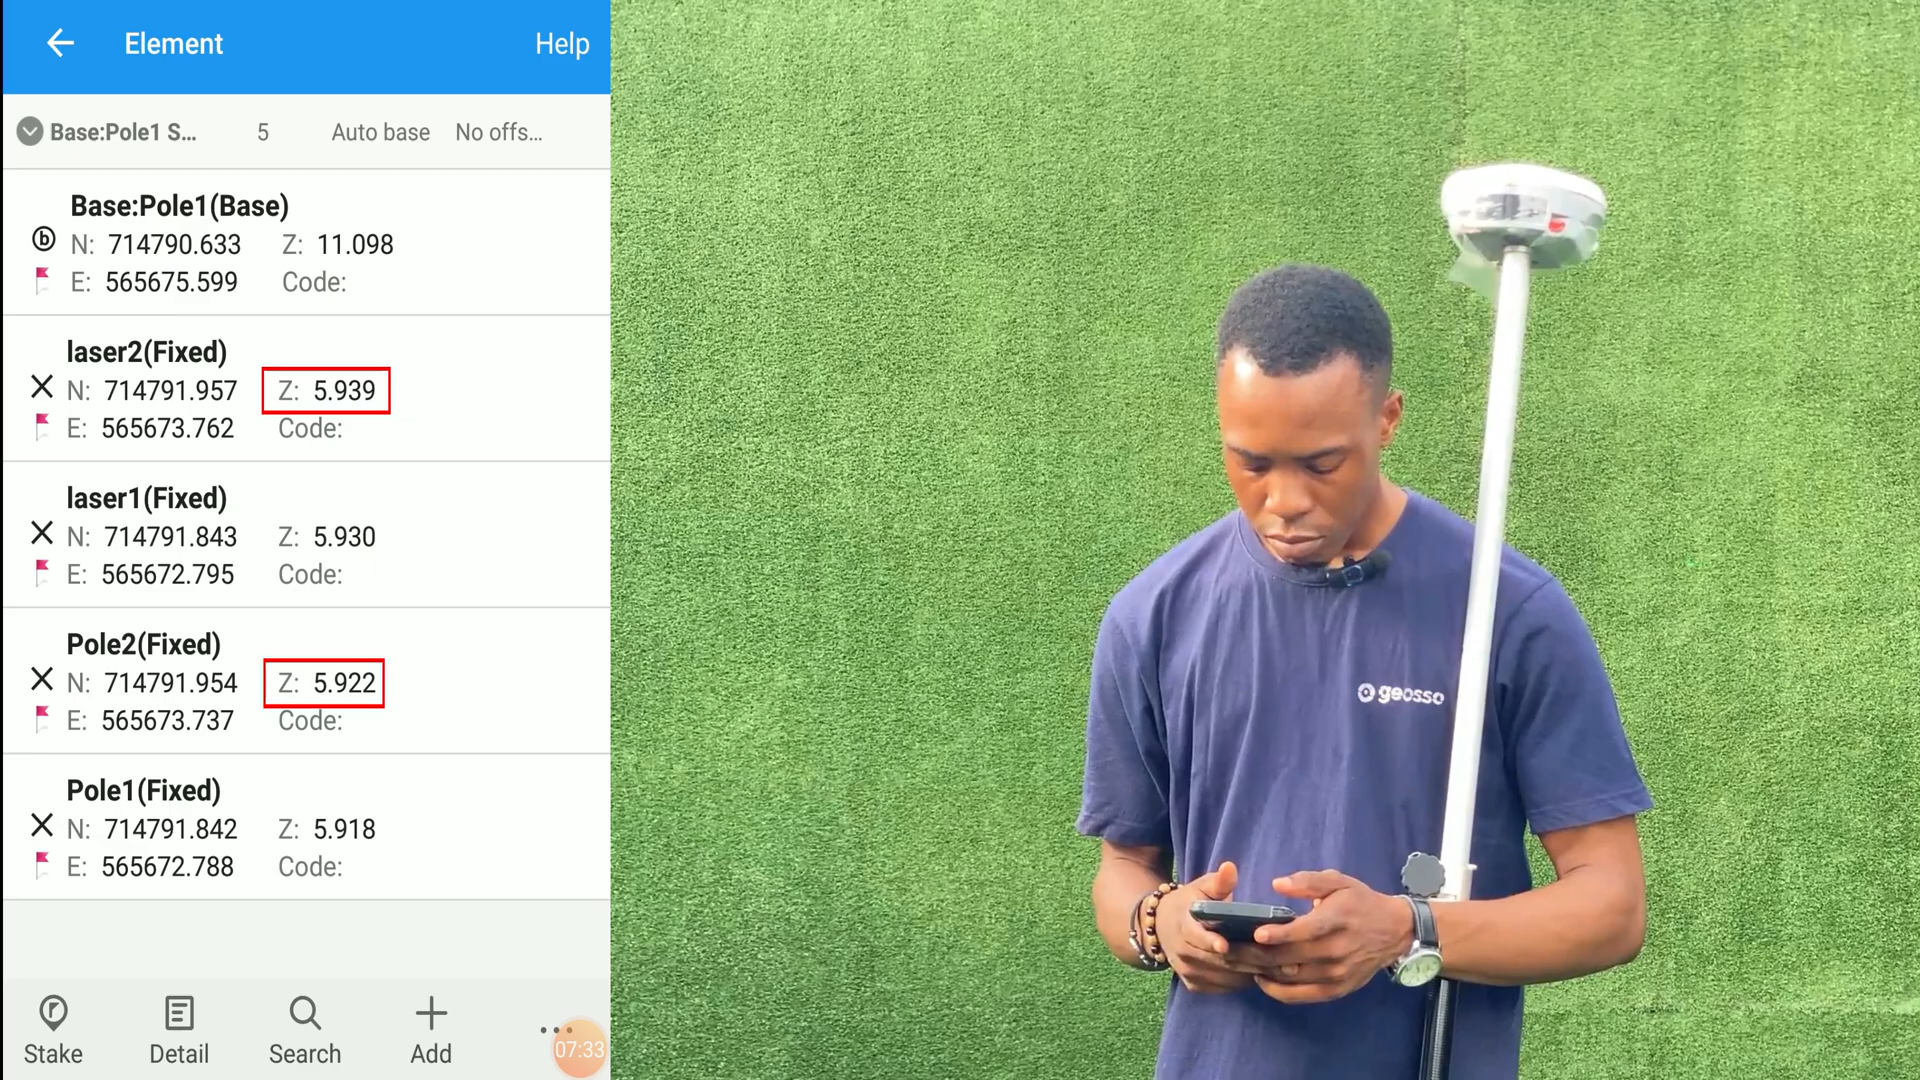 Element Help
Base:Pole1 S... 5 Auto base No offs...
Base:Pole1(Base)
b N: 714790.633 Z: 11.098
E: 565675.599 Code:
laser2(Fixed)
N: 714791.957 Z: 5.939
E: 565673.762 Code:
laser1(Fixed)
N: 714791.843 Z: 5.930
E: 565672.795 Code:
Pole2(Fixed)
N: 714791.954 Z: 5.922
E: 565673.737 Code:
Pole1(Fixed)
N: 714791.842 Z: 5.918
E: 565672.788 Code:
Stake Detail Search Add
07:33
geosso